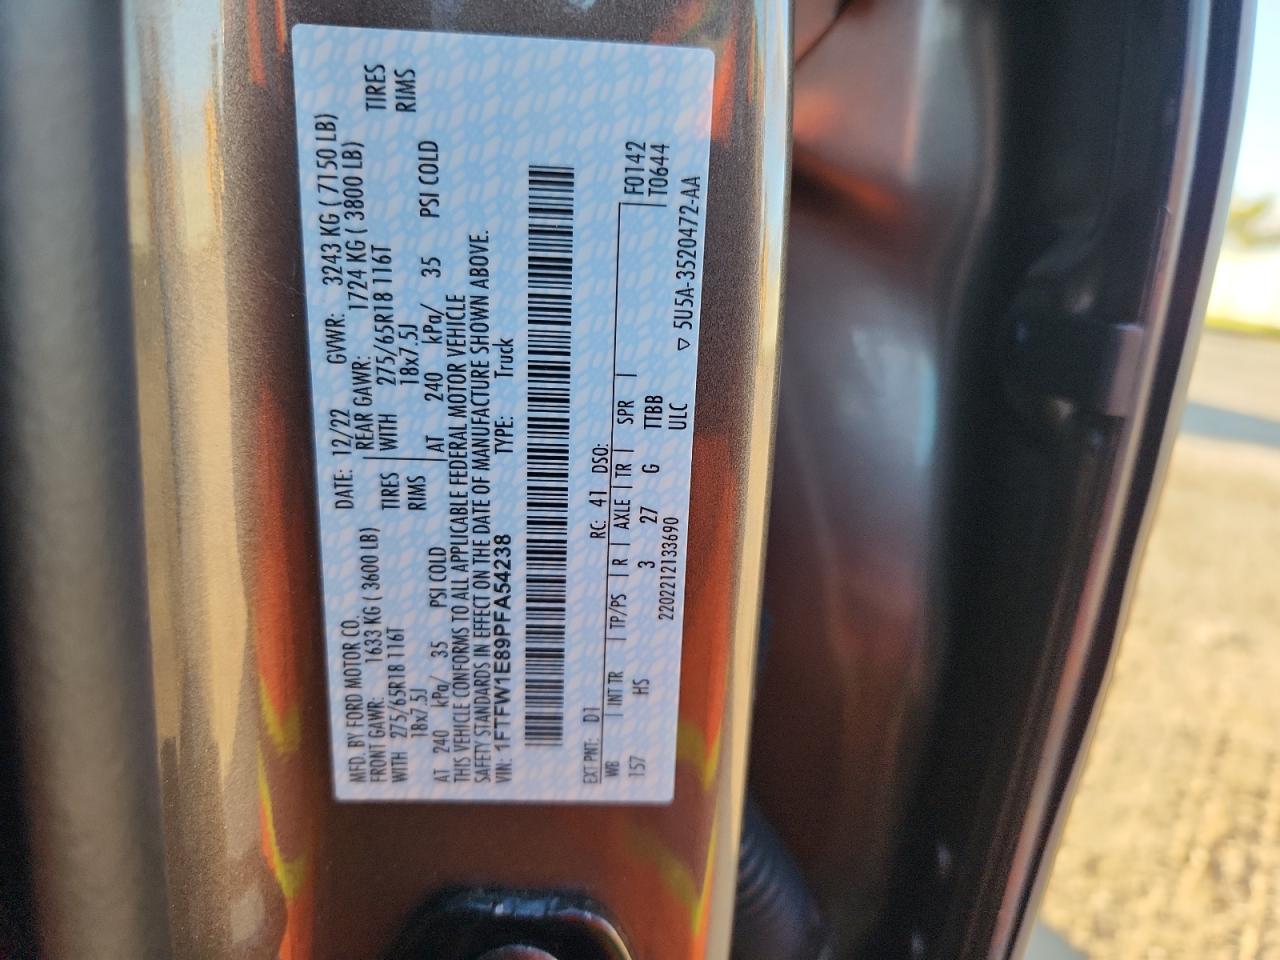 MFD. BY FORD MOTOR CO.
DATE: 12/22 GVWR: 3243 KG ( 7150 LB)
FRONT GAWR: 1633 KG ( 3600 LB) REAR GAWR: 1724 KG ( 3800 LB)
WITH 275/65R18 116T TIRES WITH 275/65R18 116T TIRES
18x7.5J RIMS 18x7.5J RIMS
AT 240 kPa/ 35 PSI COLD AT 240 kPa/ 35 PSI COLD
THIS VEHICLE CONFORMS TO ALL APPLICABLE FEDERAL MOTOR VEHICLE
SAFETY STANDARDS IN EFFECT ON THE DATE OF MANUFACTURE SHOWN ABOVE.
VIN: 1FTFW1E89PFA54238 TYPE: Truck
EXT PNT: D1 RC: 41 DSO: F0142
WB INT TR TP/PS R AXLE TR SPR T0644
157 HS 3 27 G TTBB
2202212133690 ULC ▽ 5U5A-3520472-AA